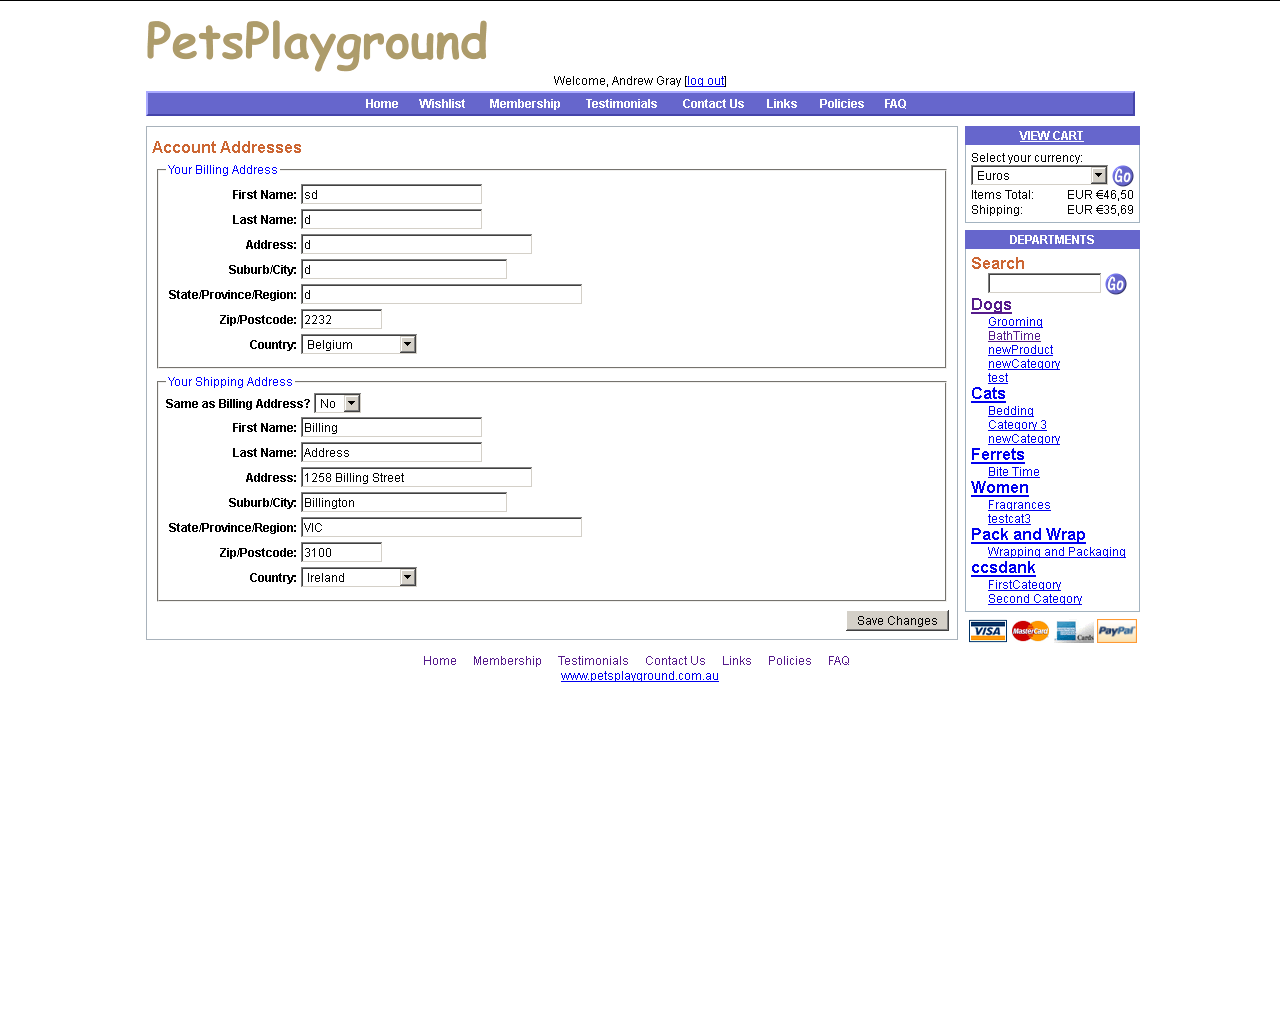 PetsPlayground
Welcome, Andrew Gray [log out]
Home Wishlist Membership Testimonials Contact Us Links Policies FAQ
Account Addresses
Your Billing Address
First Name: sd
Last Name: d
Address: d
Suburb/City: d
State/Province/Region: d
Zip/Postcode: 2232
Country: Belgium
Your Shipping Address
Same as Billing Address? No
First Name: Billing
Last Name: Address
Address: 1258 Billing Street
Suburb/City: Billington
State/Province/Region: VIC
Zip/Postcode: 3100
Country: Ireland
Save Changes
VIEW CART
Select your currency:
Euros Go
Items Total: EUR €46,50
Shipping: EUR €35,69
DEPARTMENTS
Search
Go
Dogs
Grooming
BathTime
newProduct
newCategory
test
Cats
Bedding
Category 3
newCategory
Ferrets
Bite Time
Women
Fragrances
testcat3
Pack and Wrap
Wrapping and Packaging
ccsdank
FirstCategory
Second Category
VISA MasterCard Cards PayPal
Home Membership Testimonials Contact Us Links Policies FAQ
www.petsplayground.com.au